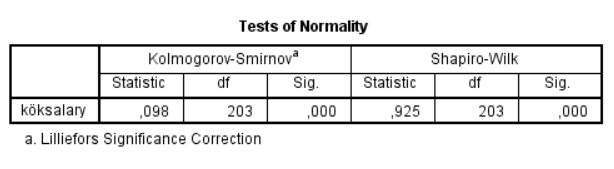 Tests of Normality
Kolmogorov-Smirnovᵃ Shapiro-Wilk
Statistic df Sig. Statistic df Sig.
köksalary ,098 203 ,000 ,925 203 ,000
a. Lilliefors Significance Correction